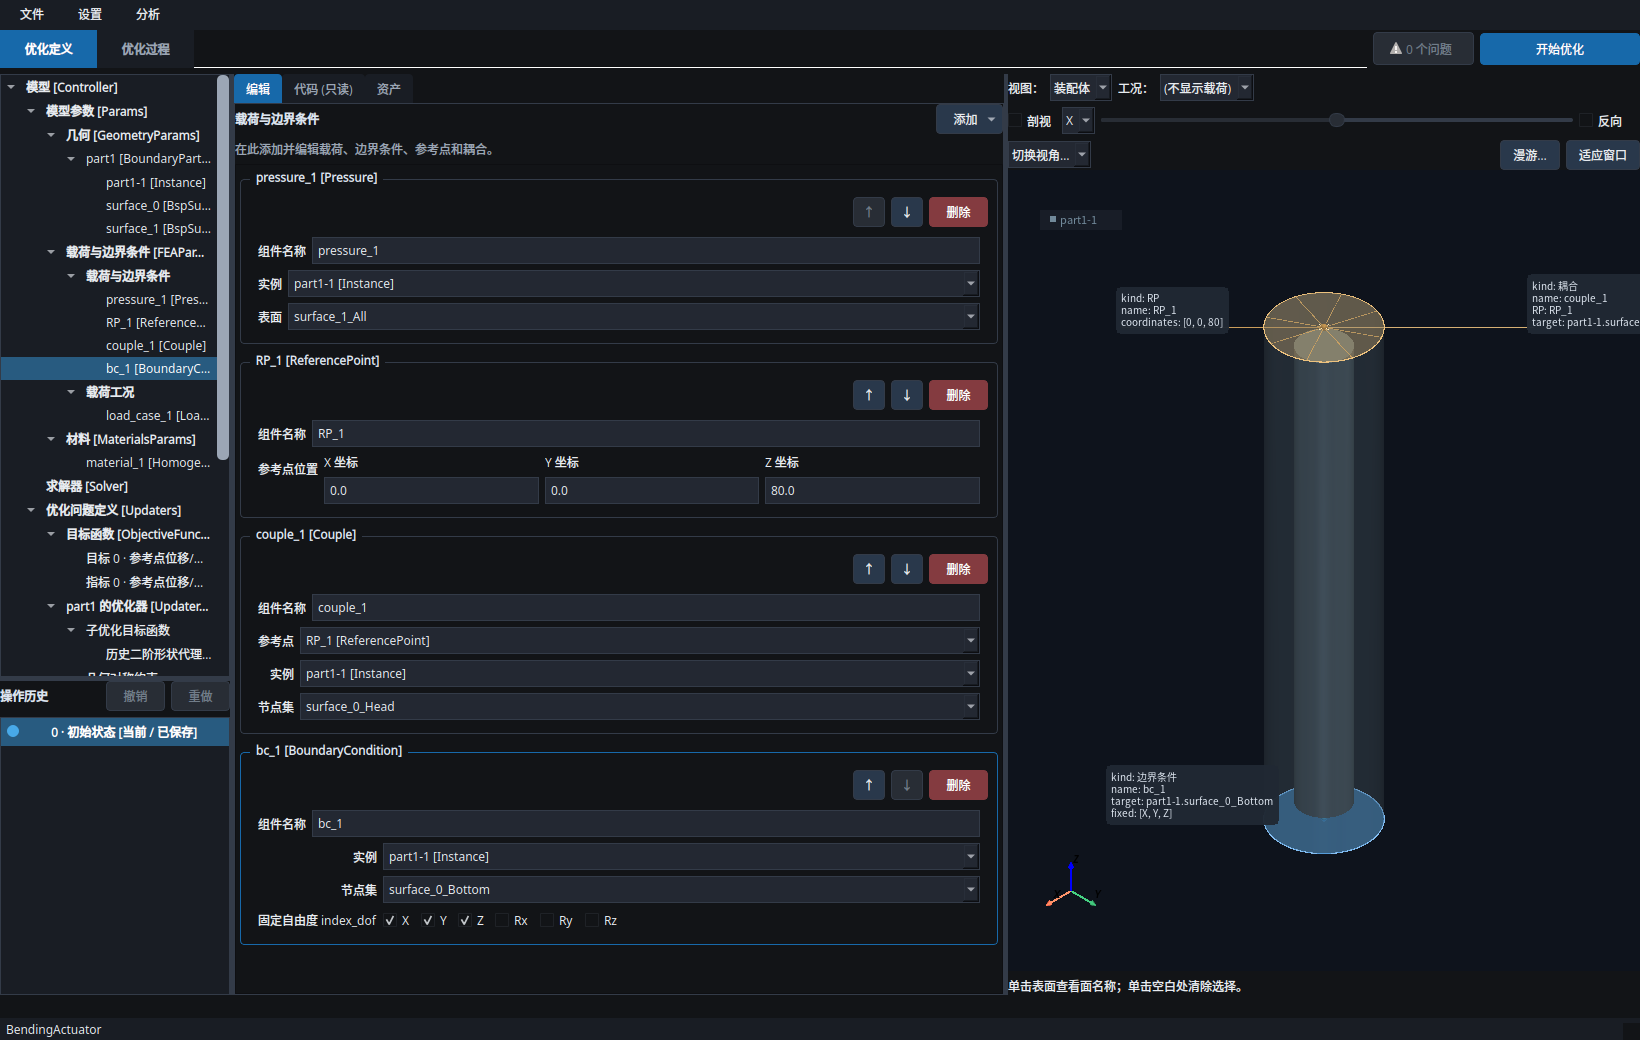 文件 设置 分析
优化定义 优化过程 0 个问题 开始优化
模型 [Controller]
模型参数 [Params]
几何 [GeometryParams]
part1 [BoundaryPart...
part1-1 [Instance]
surface_0 [BspSu...
surface_1 [BspSu...
载荷与边界条件 [FEAPar...
载荷与边界条件
pressure_1 [Pres...
RP_1 [Reference...
couple_1 [Couple]
bc_1 [BoundaryC...
载荷工况
load_case_1 [Loa...
材料 [MaterialsParams]
material_1 [Homoge...
求解器 [Solver]
优化问题定义 [Updaters]
目标函数 [ObjectiveFunc...
目标 0 · 参考点位移/...
指标 0 · 参考点位移/...
part1 的优化器 [Updater...
子优化目标函数
历史二阶形状代理...
操作历史 撤销 重做
0 · 初始状态 [当前 / 已保存]
编辑 代码 (只读) 资产
载荷与边界条件 添加
在此添加并编辑载荷、边界条件、参考点和耦合。
pressure_1 [Pressure]
↑ ↓ 删除
组件名称 pressure_1
实例 part1-1 [Instance]
表面 surface_1_All
RP_1 [ReferencePoint]
↑ ↓ 删除
组件名称 RP_1
参考点位置 X 坐标 Y 坐标 Z 坐标
0.0 0.0 80.0
couple_1 [Couple]
↑ ↓ 删除
组件名称 couple_1
参考点 RP_1 [ReferencePoint]
实例 part1-1 [Instance]
节点集 surface_0_Head
bc_1 [BoundaryCondition]
↑ ↓ 删除
组件名称 bc_1
实例 part1-1 [Instance]
节点集 surface_0_Bottom
固定自由度 index_dof X Y Z Rx Ry Rz
视图： 装配体 工况： (不显示载荷)
剖视 X 反向
切换视角... 漫游... 适应窗口
part1-1
kind: RP
name: RP_1
coordinates: [0, 0, 80]
kind: 耦合
name: couple_1
RP: RP_1
target: part1-1.surface
kind: 边界条件
name: bc_1
target: part1-1.surface_0_Bottom
fixed: [X, Y, Z]
Z
Y
单击表面查看面名称；单击空白处清除选择。
BendingActuator